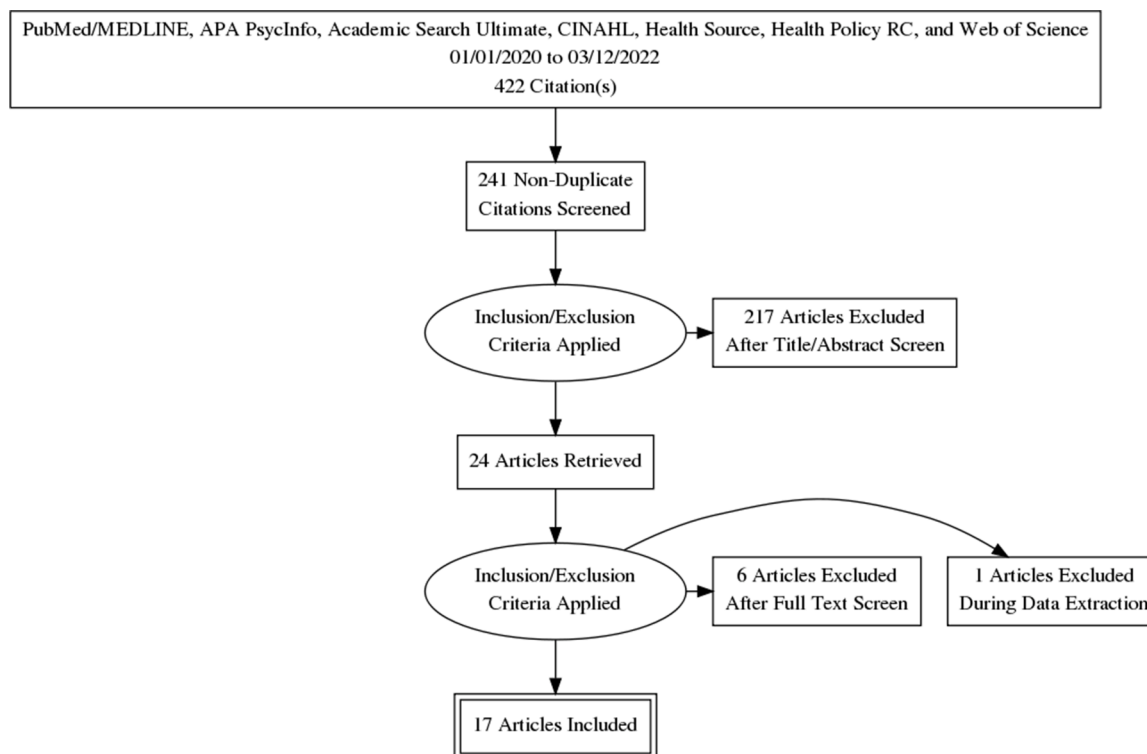 PubMed/MEDLINE, APA PsycInfo, Academic Search Ultimate, CINAHL, Health Source, Health Policy RC, and Web of Science
01/01/2020 to 03/12/2022
422 Citation(s)
241 Non-Duplicate
Citations Screened
Inclusion/Exclusion
Criteria Applied
217 Articles Excluded
After Title/Abstract Screen
24 Articles Retrieved
Inclusion/Exclusion
Criteria Applied
6 Articles Excluded
After Full Text Screen
1 Articles Excluded
During Data Extraction
17 Articles Included